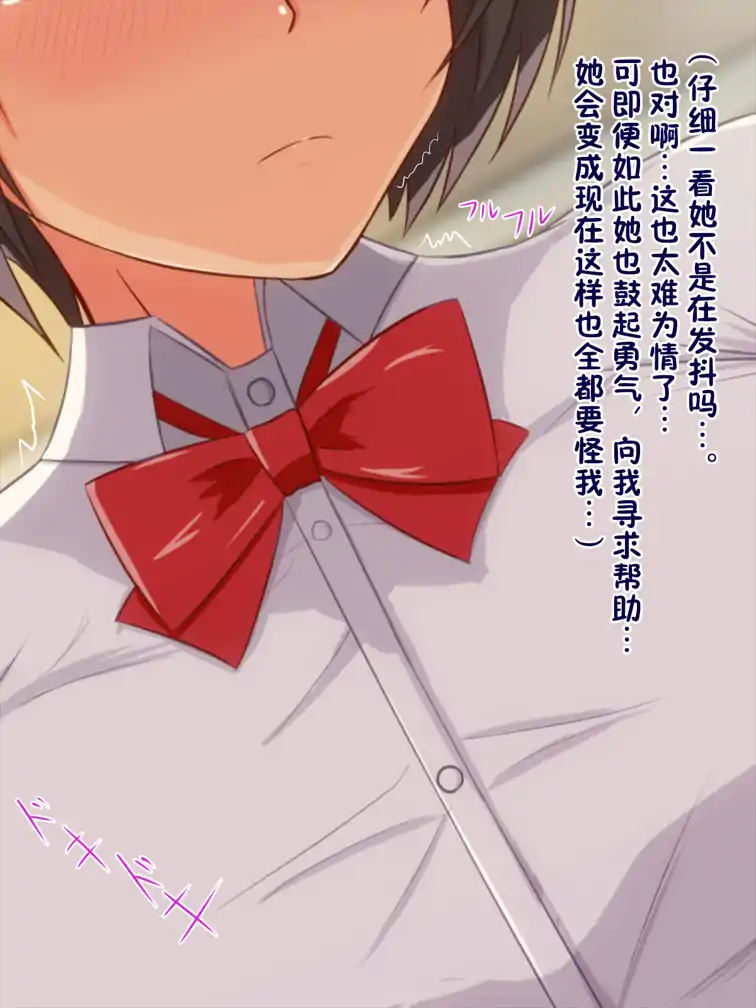 （仔细一看她不是在发抖吗…。
也对啊…这也太难为情了…
可即便如此她也鼓起勇气，向我寻求帮助…
她会变成现在这样也全都要怪我…）
フル
フル
ドキ
ドキ